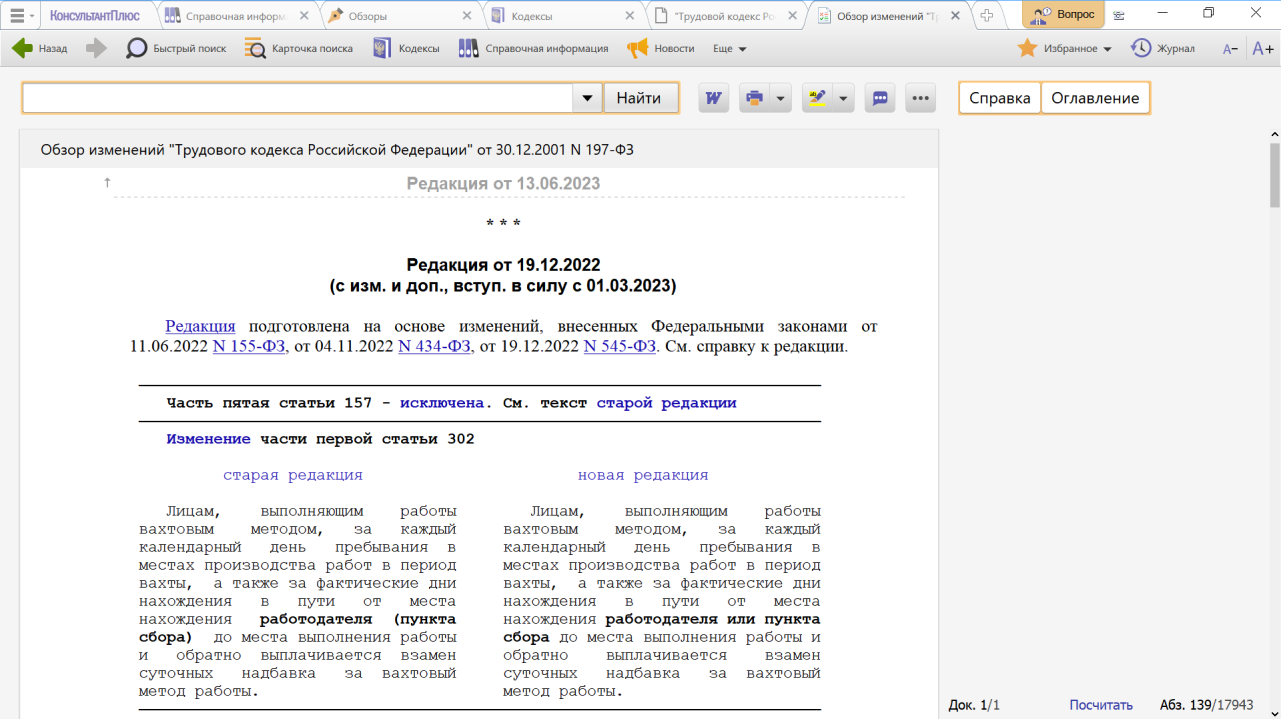 КОНСУЛЬТАНТПЛЮС
Справочная информ
Обзоры
Кодексы
"Трудовой кодекс Ро
Обзор изменений "Тр
Вопрос
Назад
Быстрый поиск
Карточка поиска
Кодексы
Справочная информация
Новости
Еще
Избранное
Журнал
А−
А+
Найти
W
Справка
Оглавление
Обзор изменений "Трудового кодекса Российской Федерации" от 30.12.2001 N 197-ФЗ
↑
Редакция от 13.06.2023
* * *
Редакция от 19.12.2022
(с изм. и доп., вступ. в силу с 01.03.2023)
Редакция подготовлена на основе изменений, внесенных Федеральными законами от
11.06.2022 N 155-ФЗ, от 04.11.2022 N 434-ФЗ, от 19.12.2022 N 545-ФЗ. См. справку к редакции.
Часть пятая статьи 157 - исключена. См. текст старой редакции
Изменение части первой статьи 302
старая редакция
Лицам, выполняющим работы
вахтовым методом, за каждый
календарный день пребывания в
местах производства работ в период
вахты, а также за фактические дни
нахождения в пути от места
нахождения работодателя (пункта
сбора) до места выполнения работы
и обратно выплачивается взамен
суточных надбавка за вахтовый
метод работы.
новая редакция
Лицам, выполняющим работы
вахтовым методом, за каждый
календарный день пребывания в
местах производства работ в период
вахты, а также за фактические дни
нахождения в пути от места
нахождения работодателя или пункта
сбора до места выполнения работы и
обратно выплачивается взамен
суточных надбавка за вахтовый
метод работы.
Док. 1/1
Посчитать
Абз. 139/17943